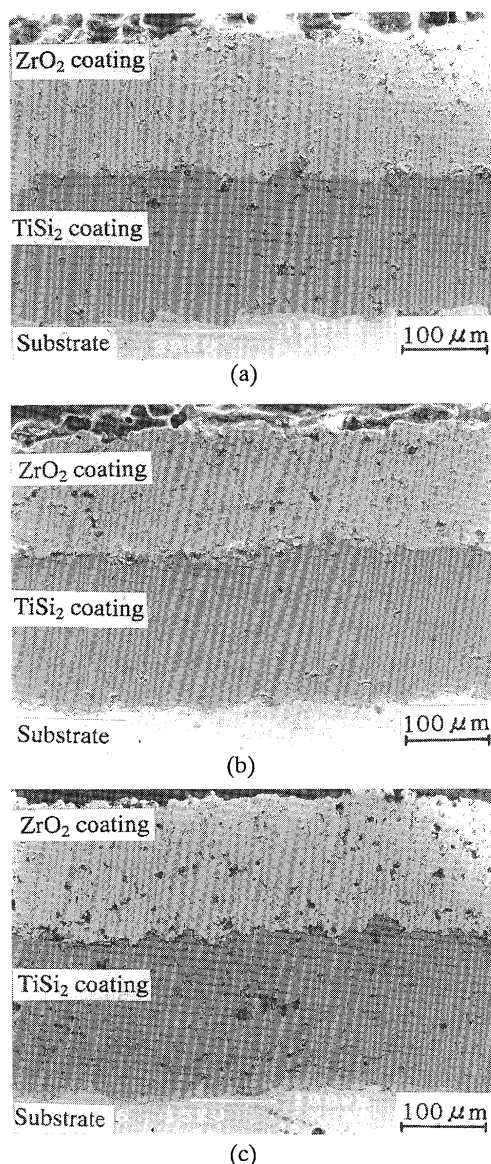 ZrO₂ coating
TiSi₂ coating
Substrate
100 μm
(a)
ZrO₂ coating
TiSi₂ coating
Substrate
100 μm
(b)
ZrO₂ coating
TiSi₂ coating
Substrate
100 μm
(c)